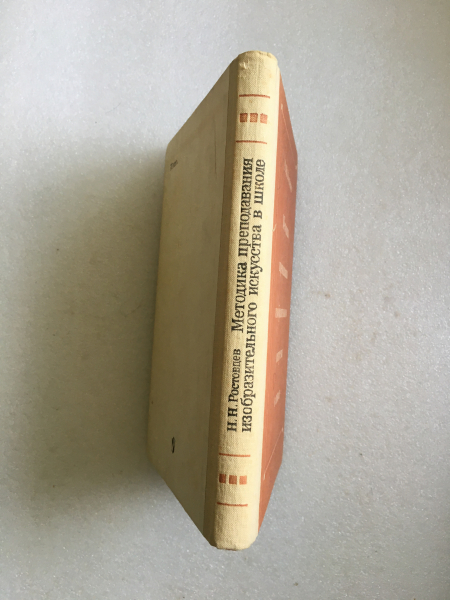 Н. Н. Ростовцев Методика преподавания
изобразительного искусства в школе